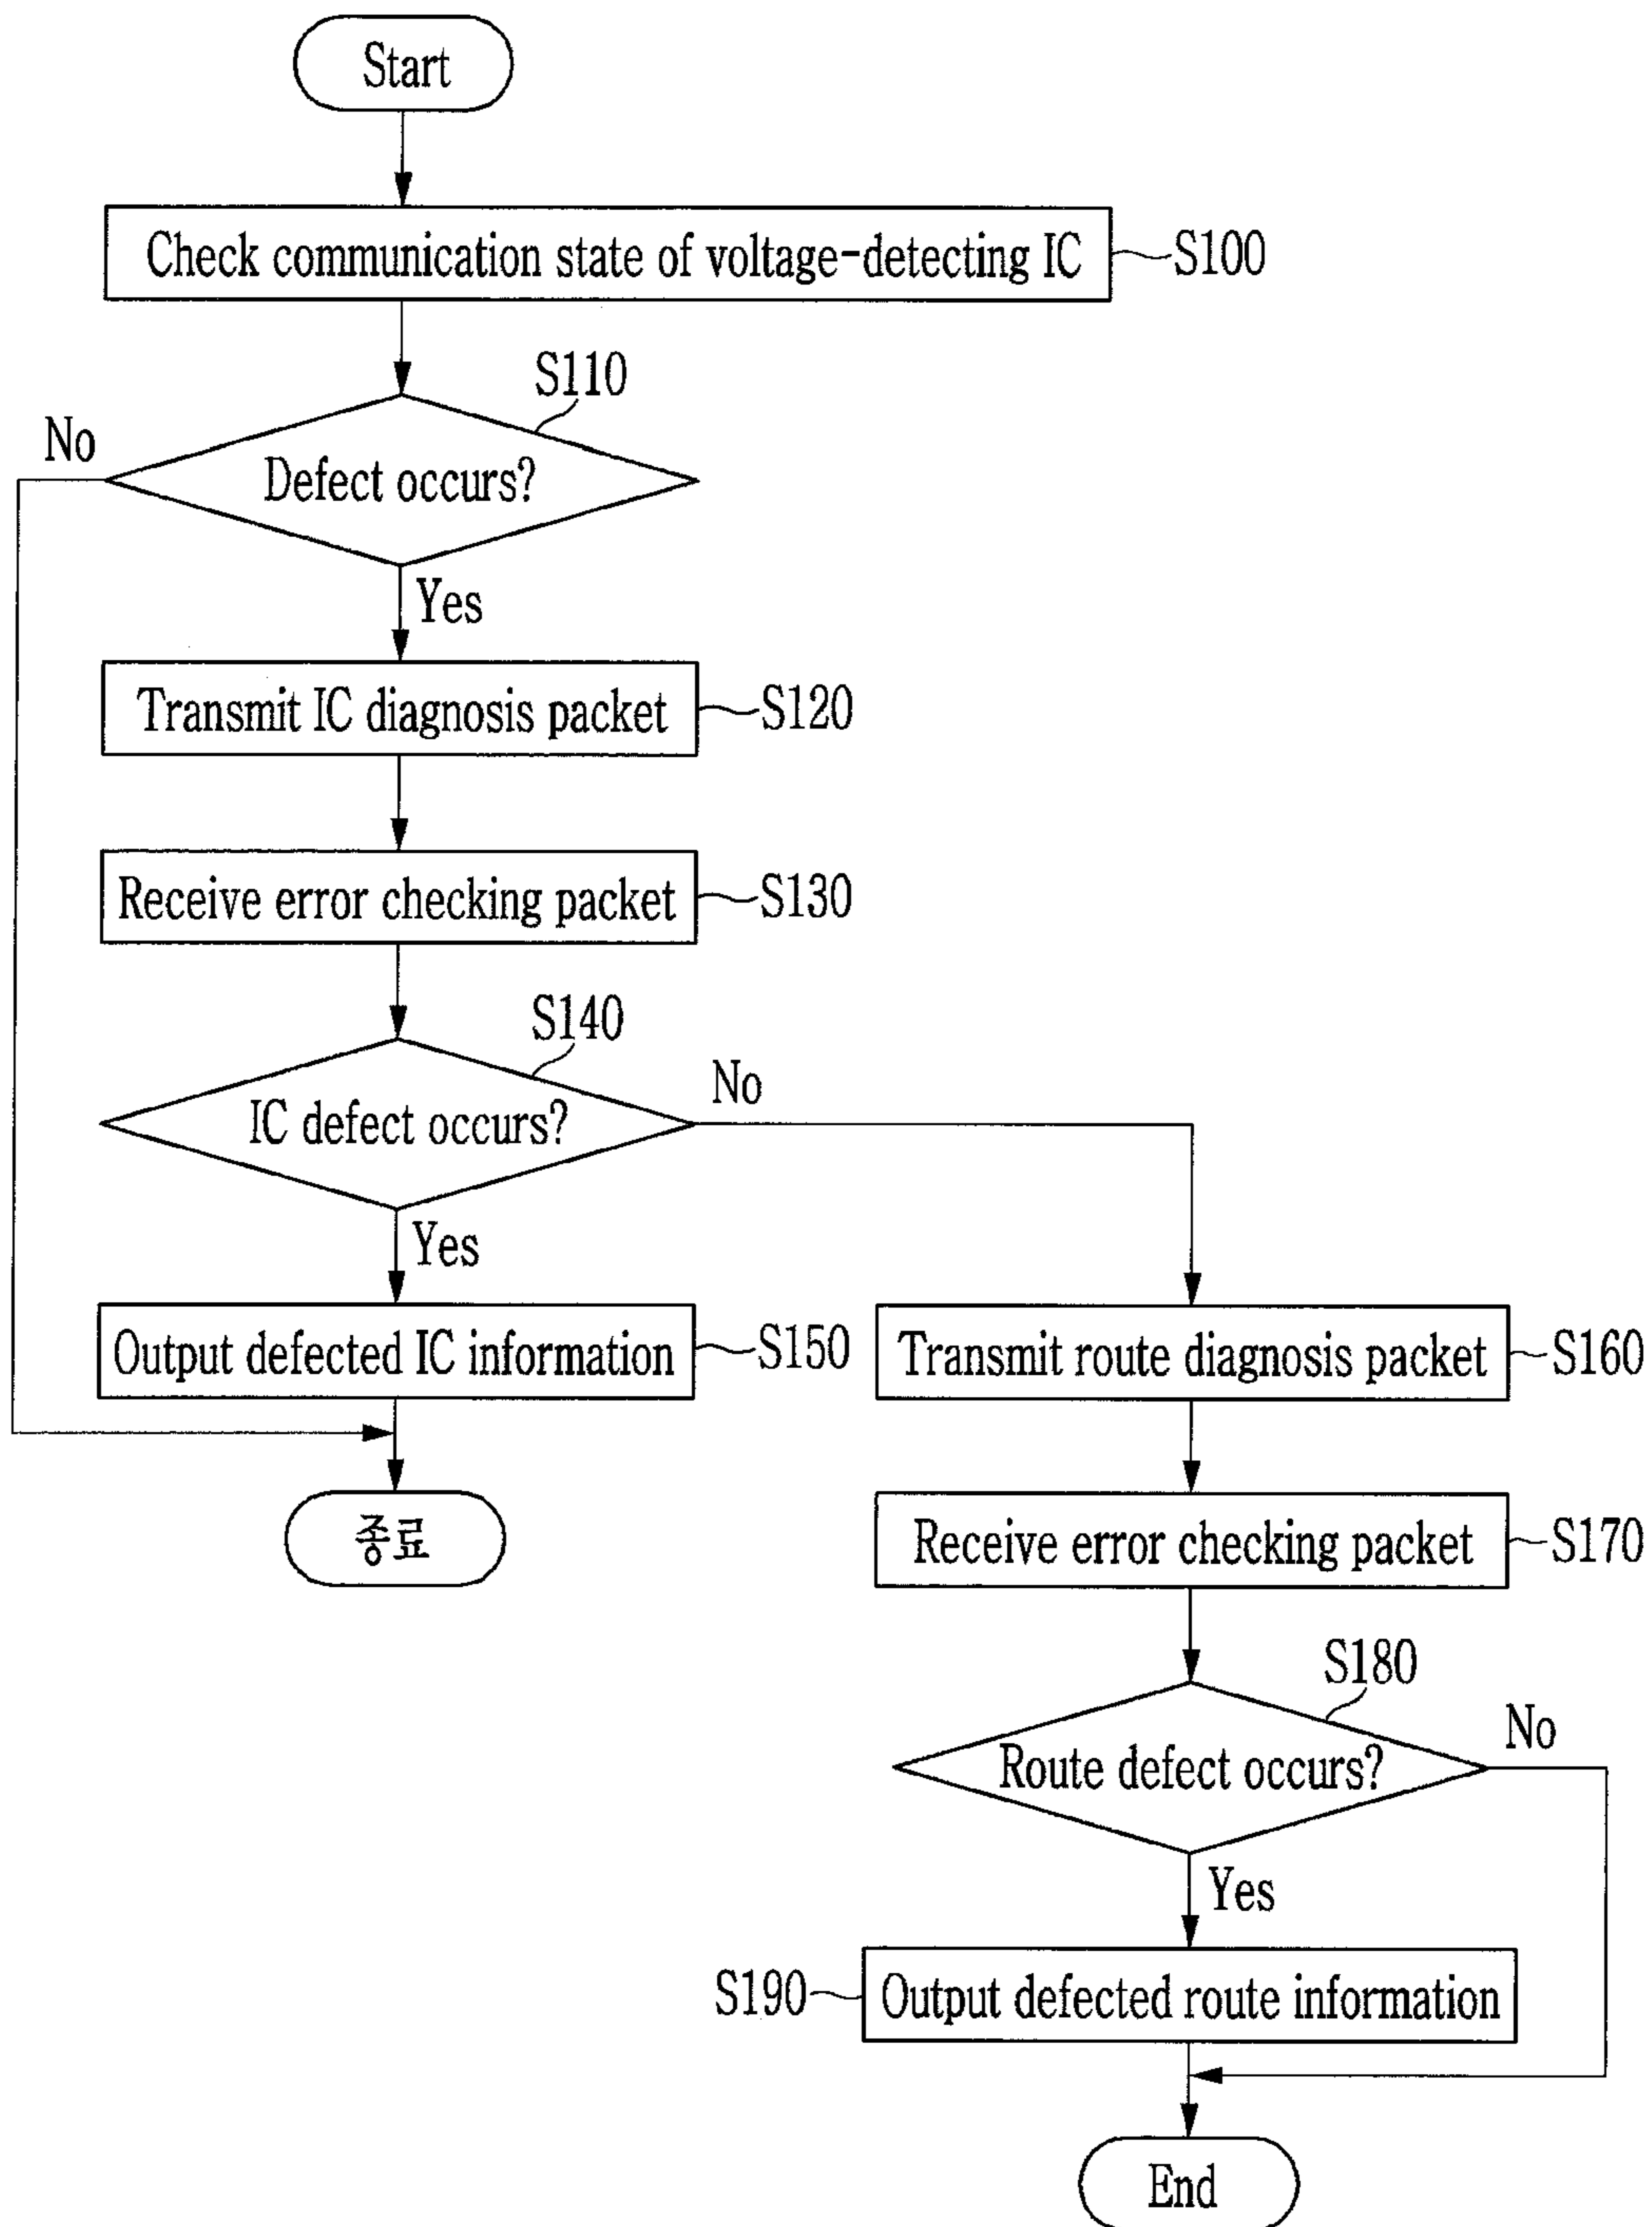 Start
Check communication state of voltage-detecting IC
S100
S110
No
Defect occurs?
Yes
Transmit IC diagnosis packet
S120
Receive error checking packet
S130
S140
No
IC defect occurs?
Yes
Output defected IC information
S150
Transmit route diagnosis packet
S160
종료
Receive error checking packet
S170
S180
No
Route defect occurs?
Yes
S190
Output defected route information
End